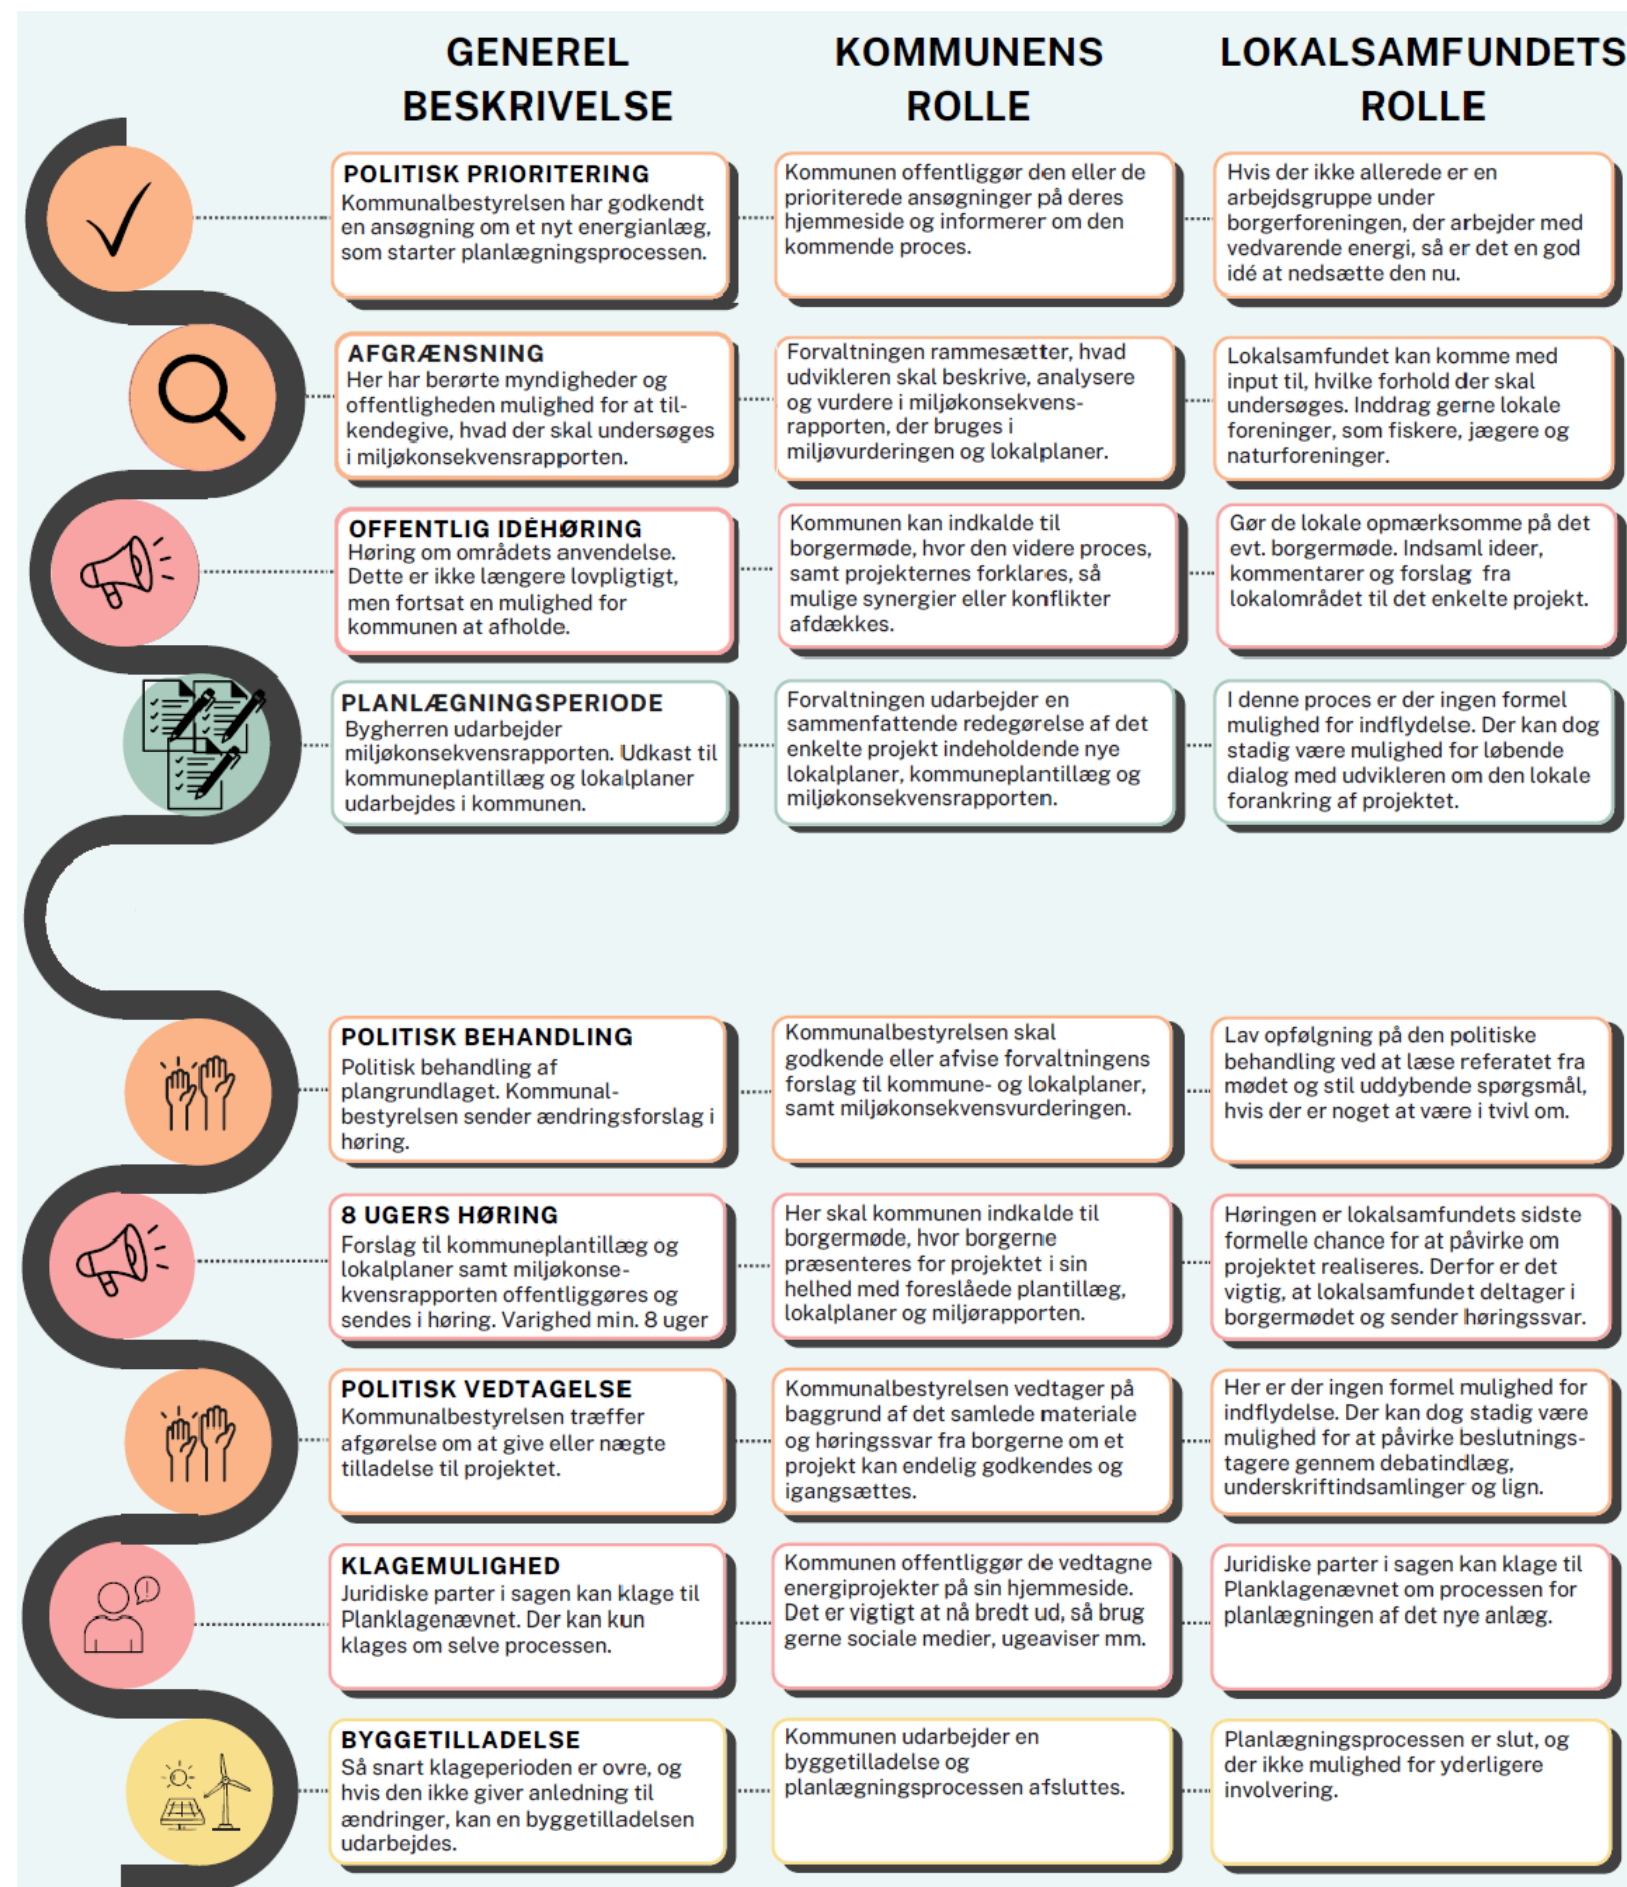 GENEREL
BESKRIVELSE
KOMMUNENS
ROLLE
LOKALSAMFUNDETS
ROLLE
POLITISK PRIORITERING
Kommunalbestyrelsen har godkendt
en ansøgning om et nyt energianlæg,
som starter planlægningsprocessen.
Kommunen offentliggør den eller de
prioriterede ansøgninger på deres
hjemmeside og informerer om den
kommende proces.
Hvis der ikke allerede er en
arbejdsgruppe under
borgerforeningen, der arbejder med
vedvarende energi, så er det en god
idé at nedsætte den nu.
AFGRÆNSNING
Her har berørte myndigheder og
offentligheden mulighed for at til-
kendegive, hvad der skal undersøges
i miljøkonsekvensrapporten.
Forvaltningen rammesætter, hvad
udvikleren skal beskrive, analysere
og vurdere i miljøkonsekvens-
rapporten, der bruges i
miljøvurderingen og lokalplaner.
Lokalsamfundet kan komme med
input til, hvilke forhold der skal
undersøges. Inddrag gerne lokale
foreninger, som fiskere, jægere og
naturforeninger.
OFFENTLIG IDÉHØRING
Høring om områdets anvendelse.
Dette er ikke længere lovpligtigt,
men fortsat en mulighed for
kommunen at afholde.
Kommunen kan indkalde til
borgermøde, hvor den videre proces,
samt projekternes forklares, så
mulige synergier eller konflikter
afdækkes.
Gør de lokale opmærksomme på det
evt. borgermøde. Indsaml ideer,
kommentarer og forslag fra
lokalområdet til det enkelte projekt.
PLANLÆGNINGSPERIODE
Bygherren udarbejder
miljøkonsekvensrapporten. Udkast til
kommuneplantillæg og lokalplaner
udarbejdes i kommunen.
Forvaltningen udarbejder en
sammenfattende redegørelse af det
enkelte projekt indeholdende nye
lokalplaner, kommuneplantillæg og
miljøkonsekvensrapporten.
I denne proces er der ingen formel
mulighed for indflydelse. Der kan dog
stadig være mulighed for løbende
dialog med udvikleren om den lokale
forankring af projektet.
POLITISK BEHANDLING
Politisk behandling af
plangrundlaget. Kommunal-
bestyrelsen sender ændringsforslag i
høring.
Kommunalbestyrelsen skal
godkende eller afvise forvaltningens
forslag til kommune- og lokalplaner,
samt miljøkonsekvensvurderingen.
Lav opfølgning på den politiske
behandling ved at læse referatet fra
mødet og stil uddybende spørgsmål,
hvis der er noget at være i tvivl om.
8 UGERS HØRING
Forslag til kommuneplantillæg og
lokalplaner samt miljøkonse-
kvensrapporten offentliggøres og
sendes i høring. Varighed min. 8 uger
Her skal kommunen indkalde til
borgermøde, hvor borgerne
præsenteres for projektet i sin
helhed med foreslåede plantillæg,
lokalplaner og miljørapporten.
Høringen er lokalsamfundets sidste
formelle chance for at påvirke om
projektet realiseres. Derfor er det
vigtig, at lokalsamfundet deltager i
borgermødet og sender høringssvar.
POLITISK VEDTAGELSE
Kommunalbestyrelsen træffer
afgørelse om at give eller nægte
tilladelse til projektet.
Kommunalbestyrelsen vedtager på
baggrund af det samlede materiale
og høringssvar fra borgerne om et
projekt kan endelig godkendes og
igangsættes.
Her er der ingen formel mulighed for
indflydelse. Der kan dog stadig være
mulighed for at påvirke beslutnings-
tagere gennem debatindlæg,
underskriftindsamlinger og lign.
KLAGEMULIGHED
Juridiske parter i sagen kan klage til
Planklagenævnet. Der kan kun
klages om selve processen.
Kommunen offentliggør de vedtagne
energiprojekter på sin hjemmeside.
Det er vigtigt at nå bredt ud, så brug
gerne sociale medier, ugeaviser mm.
Juridiske parter i sagen kan klage til
Planklagenævnet om processen for
planlægningen af det nye anlæg.
BYGGETILLADELSE
Så snart klageperioden er ovre, og
hvis den ikke giver anledning til
ændringer, kan en byggetilladelsen
udarbejdes.
Kommunen udarbejder en
byggetilladelse og
planlægningsprocessen afsluttes.
Planlægningsprocessen er slut, og
der ikke mulighed for yderligere
involvering.